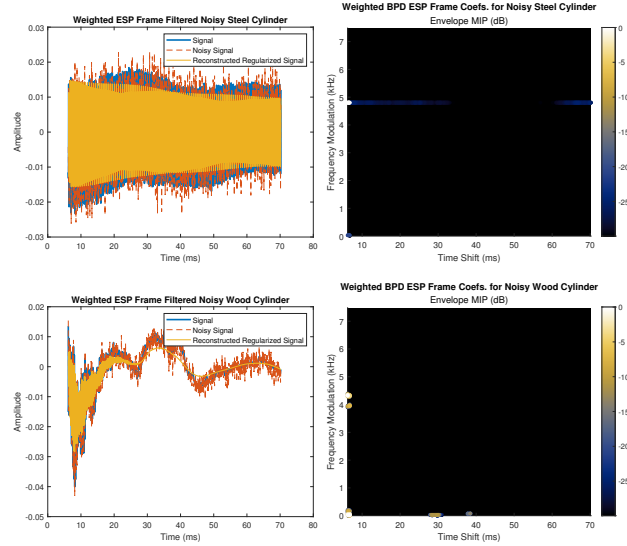 Weighted ESP Frame Filtered Noisy Steel Cylinder
Signal
Noisy Signal
Reconstructed Regularized Signal
Amplitude
0.03
0.02
0.01
0
-0.01
-0.02
-0.03
0 10 20 30 40 50 60 70 80
Time (ms)
Weighted BPD ESP Frame Coefs. for Noisy Steel Cylinder
Envelope MIP (dB)
Frequency Modulation (kHz)
7
6
5
4
3
2
1
0
10 20 30 40 50 60 70
Time Shift (ms)
0
-5
-10
-15
-20
-25
Weighted ESP Frame Filtered Noisy Wood Cylinder
Signal
Noisy Signal
Reconstructed Regularized Signal
Amplitude
0.02
0.01
0
-0.01
-0.02
-0.03
-0.04
-0.05
0 10 20 30 40 50 60 70 80
Time (ms)
Weighted BPD ESP Frame Coefs. for Noisy Wood Cylinder
Envelope MIP (dB)
Frequency Modulation (kHz)
7
6
5
4
3
2
1
0
10 20 30 40 50 60 70
Time Shift (ms)
0
-5
-10
-15
-20
-25